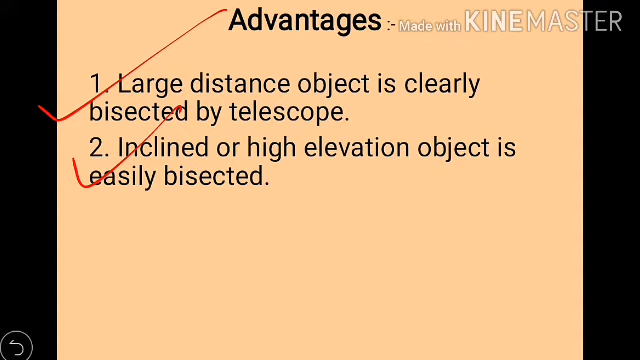 Advantages :- Made with KINEMASTER
1. Large distance object is clearly
bisected by telescope.
2. Inclined or high elevation object is
easily bisected.